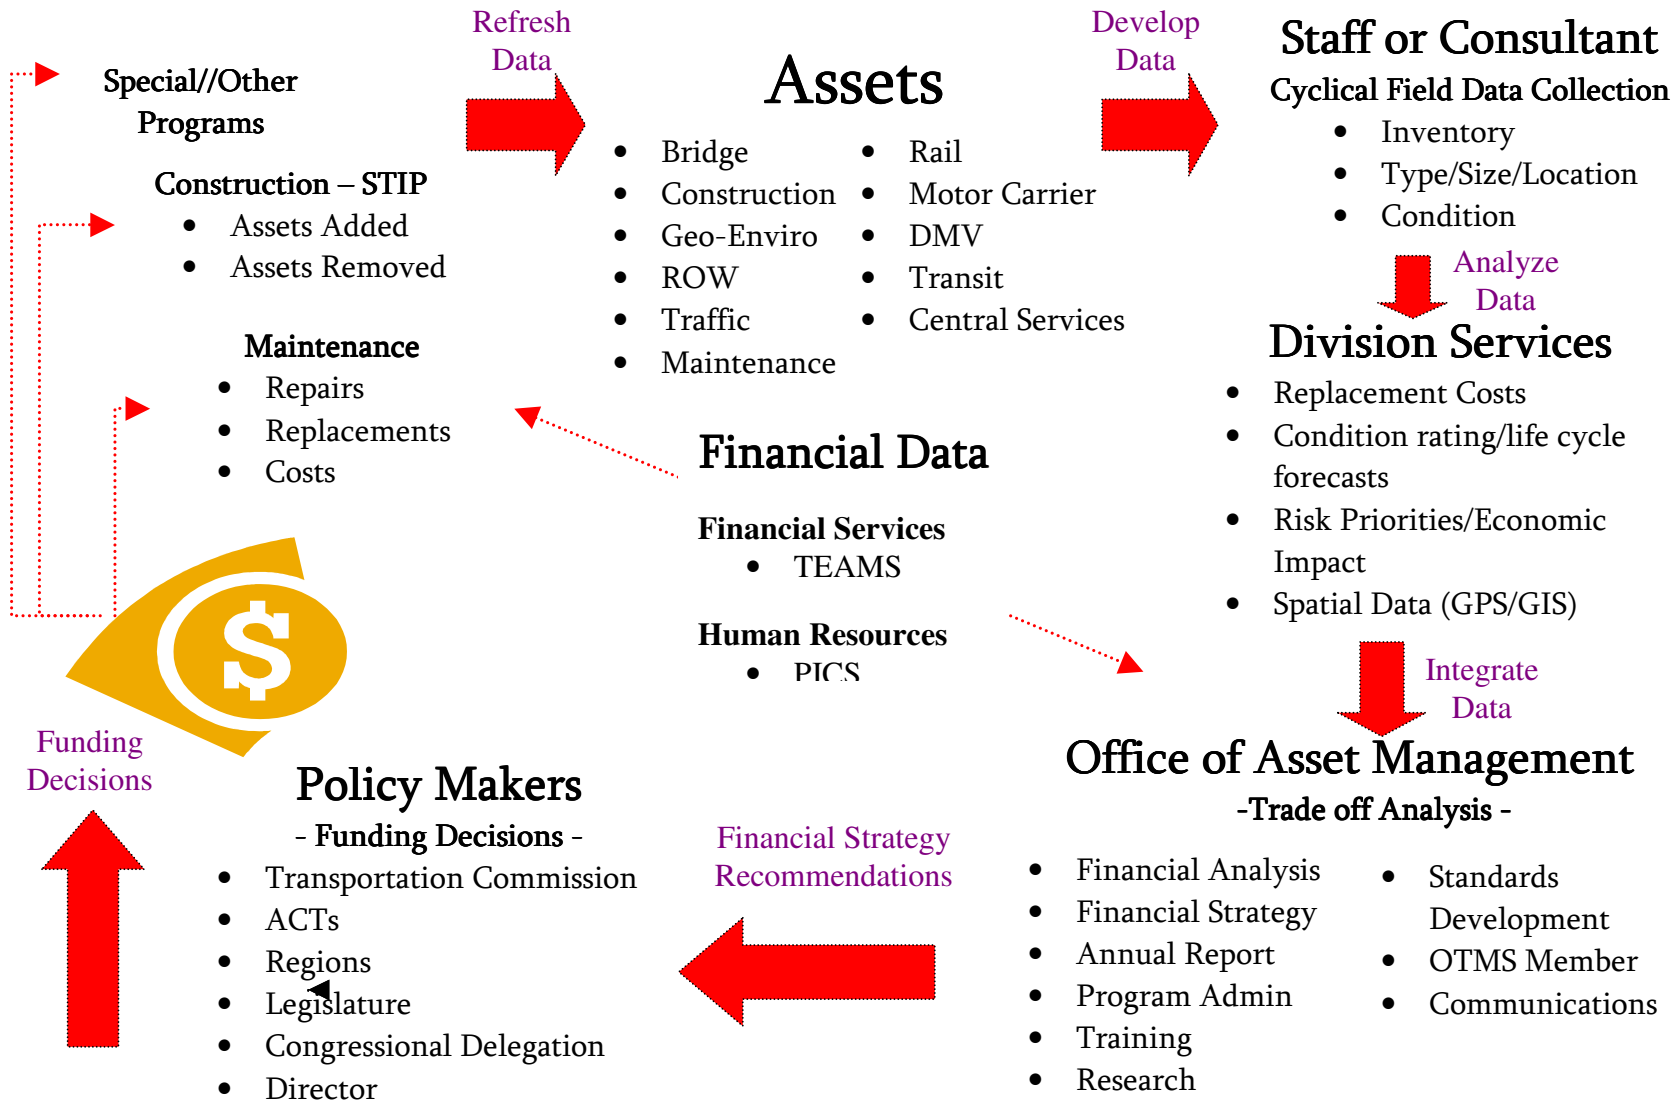 Refresh
Data
Special//Other
Programs
Construction – STIP
• Assets Added
• Assets Removed
Maintenance
• Repairs
• Replacements
• Costs
Assets
• Bridge
• Construction
• Geo-Enviro
• ROW
• Traffic
• Maintenance
• Rail
• Motor Carrier
• DMV
• Transit
• Central Services
Develop
Data
Staff or Consultant
Cyclical Field Data Collection
• Inventory
• Type/Size/Location
• Condition
Analyze
Data
Division Services
• Replacement Costs
• Condition rating/life cycle
forecasts
• Risk Priorities/Economic
Impact
• Spatial Data (GPS/GIS)
Financial Data
Financial Services
• TEAMS
Human Resources
• PICS
Integrate
Data
Office of Asset Management
-Trade off Analysis -
• Financial Analysis
• Financial Strategy
• Annual Report
• Program Admin
• Training
• Research
• Standards
Development
• OTMS Member
• Communications
Financial Strategy
Recommendations
Policy Makers
- Funding Decisions -
• Transportation Commission
• ACTs
• Regions
• Legislature
• Congressional Delegation
• Director
Funding
Decisions
$